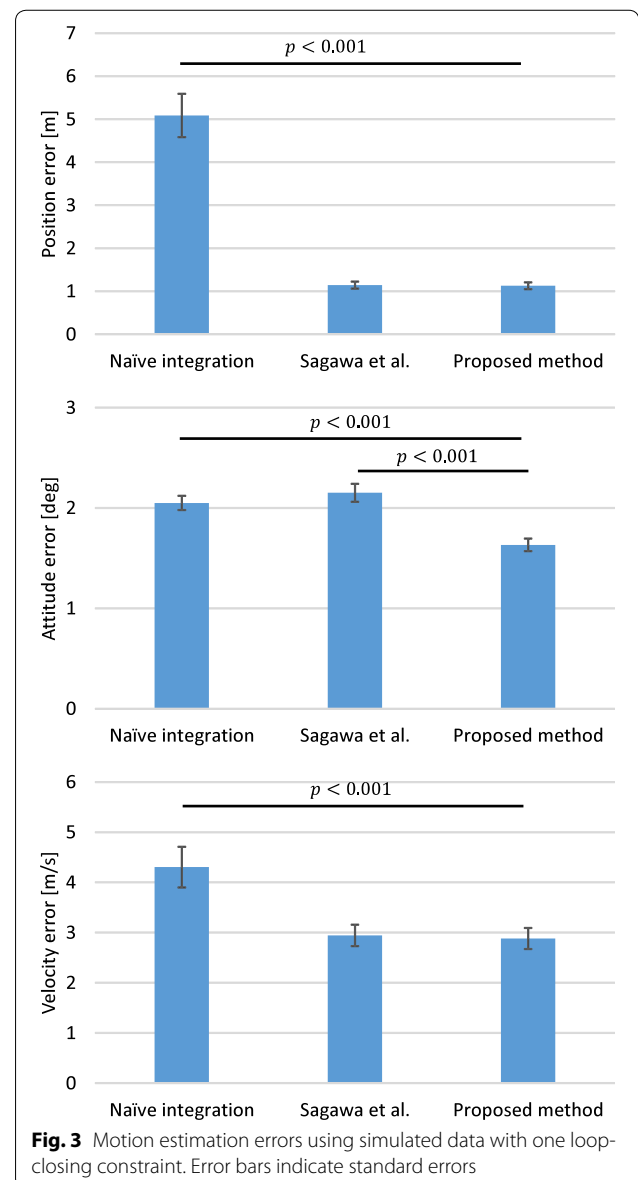 7
p < 0.001
6
5
4
3
2
1
0
Position error [m]
Naïve integration Sagawa et al. Proposed method
3
p < 0.001
p < 0.001
2
1
0
Attitude error [deg]
Naïve integration Sagawa et al. Proposed method
6
p < 0.001
5
4
3
2
1
0
Velocity error [m/s]
Naïve integration Sagawa et al. Proposed method
Fig. 3 Motion estimation errors using simulated data with one loop-
closing constraint. Error bars indicate standard errors